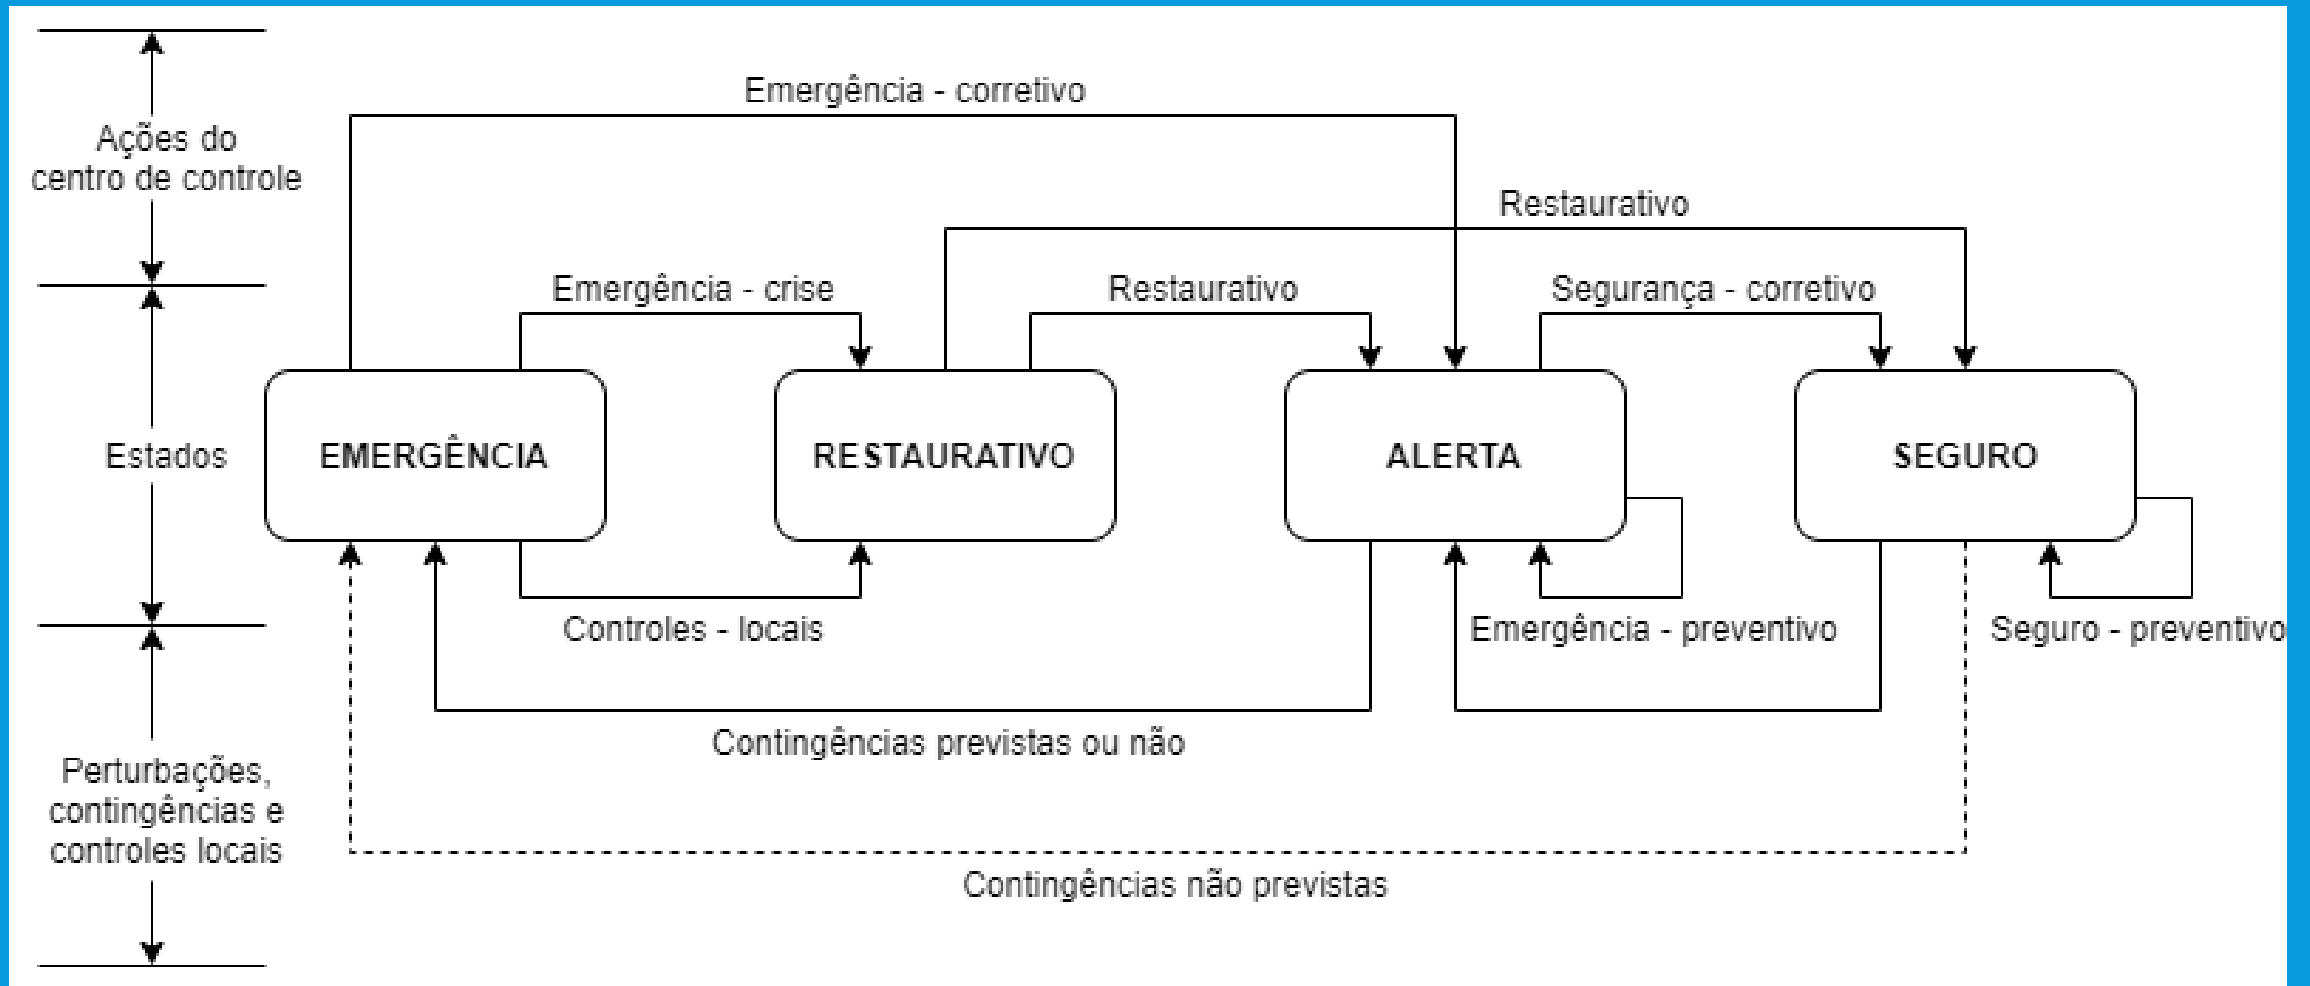 Emergência - corretivo
Ações do
centro de controle
Restaurativo
Emergência - crise
Restaurativo
Segurança - corretivo
Estados
EMERGÊNCIA
RESTAURATIVO
ALERTA
SEGURO
Controles - locais
Emergência - preventivo
Seguro - preventivo
Contingências previstas ou não
Perturbações,
contingências e
controles locais
Contingências não previstas